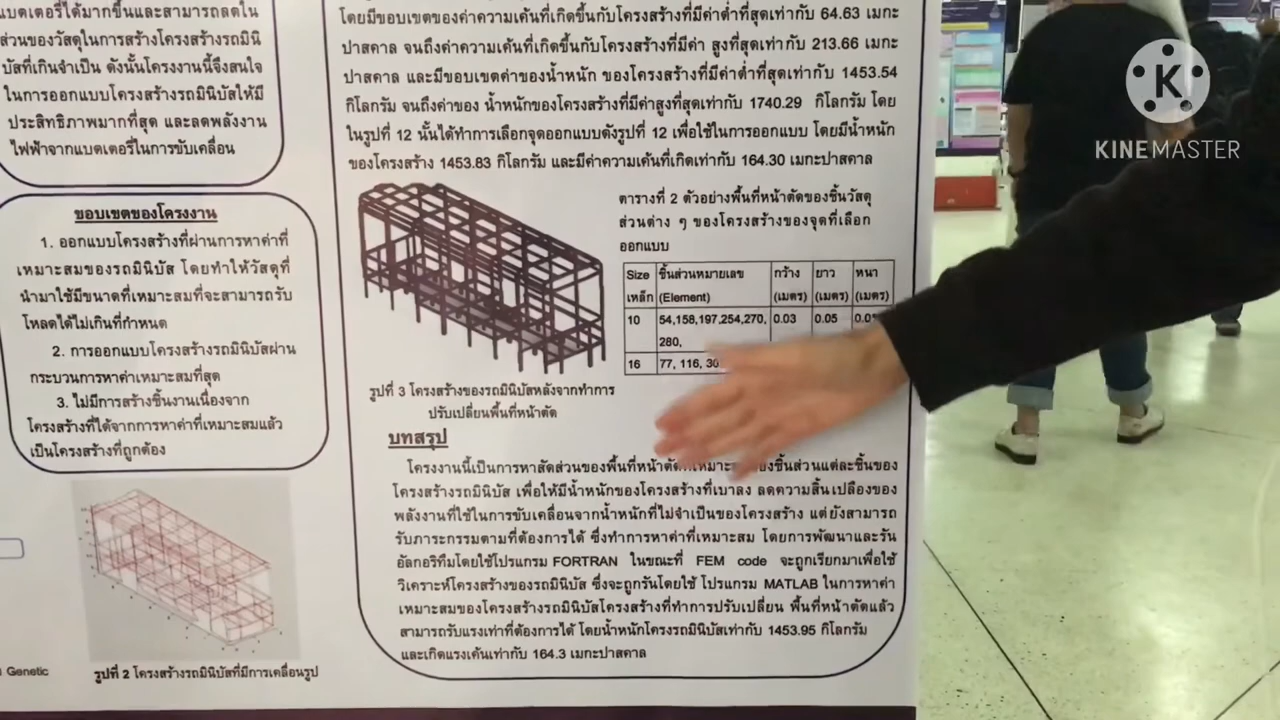 แบตเตอรี่ได้มากขึ้นและสามารถลดใน
ส่วนของวัสดุในการสร้างโครงสร้างรถมินิ
บัสที่เกินจำเป็น ดังนั้นโครงงานนี้จึงสนใจ
ในการออกแบบโครงสร้างรถมินิบัสให้มี
ประสิทธิภาพมากที่สุด และลดพลังงาน
ไฟฟ้าจากแบตเตอรี่ในการขับเคลื่อน
ขอบเขตของโครงงาน
1. ออกแบบโครงสร้างที่ผ่านการหาค่าที่
เหมาะสมของรถมินิบัส โดยทำให้วัสดุที่
นำมาใช้มีขนาดที่เหมาะสมที่จะสามารถรับ
โหลดได้ไม่เกินที่กำหนด
2. การออกแบบโครงสร้างรถมินิบัสผ่าน
กระบวนการหาค่าเหมาะสมที่สุด
3. ไม่มีการสร้างชิ้นงานเนื่องจาก
โครงสร้างที่ได้จากการหาค่าที่เหมาะสมแล้ว
เป็นโครงสร้างที่ถูกต้อง
Genetic
รูปที่ 2 โครงสร้างรถมินิบัสที่มีการเคลื่อนรูป
โดยมีขอบเขตของค่าความเค้นที่เกิดขึ้นกับโครงสร้างที่มีค่าต่ำที่สุดเท่ากับ 64.63 เมกะ
ปาสคาล จนถึงค่าความเค้นที่เกิดขึ้นกับโครงสร้างที่มีค่า สูงที่สุดเท่ากับ 213.66 เมกะ
ปาสคาล และมีขอบเขตค่าของน้ำหนัก ของโครงสร้างที่มีค่าต่ำที่สุดเท่ากับ 1453.54
กิโลกรัม จนถึงค่าของ น้ำหนักของโครงสร้างที่มีค่าสูงที่สุดเท่ากับ 1740.29 กิโลกรัม โดย
ในรูปที่ 12 นั้นได้ทำการเลือกจุดออกแบบดังรูปที่ 12 เพื่อใช้ในการออกแบบ โดยมีน้ำหนัก
ของโครงสร้าง 1453.83 กิโลกรัม และมีค่าความเค้นที่เกิดเท่ากับ 164.30 เมกะปาสคาล
รูปที่ 3 โครงสร้างของรถมินิบัสหลังจากทำการ
ปรับเปลี่ยนพื้นที่หน้าตัด
ตารางที่ 2 ตัวอย่างพื้นที่หน้าตัดของชิ้นวัสดุ
ส่วนต่าง ๆ ของโครงสร้างของจุดที่เลือก
ออกแบบ
Size ชิ้นส่วนหมายเลข กว้าง ยาว หนา
เหล็ก (Element) (เมตร) (เมตร) (เมตร)
10 54,158,197,254,270, 0.03 0.05
280,
16 77, 116,
บทสรุป
โครงงานนี้เป็นการหาสัดส่วนของพื้นที่หน้าตัดที่เหมาะสมของชิ้นส่วนแต่ละชิ้นของ
โครงสร้างรถมินิบัส เพื่อให้มีน้ำหนักของโครงสร้างที่เบาลง ลดความสิ้นเปลืองของ
พลังงานที่ใช้ในการขับเคลื่อนจากน้ำหนักที่ไม่จำเป็นของโครงสร้าง แต่ยังสามารถ
รับภาระกรรมตามที่ต้องการได้ ซึ่งทำการหาค่าที่เหมาะสม โดยการพัฒนาและรัน
อัลกอริทึมโดยใช้โปรแกรม FORTRAN ในขณะที่ FEM code จะถูกเรียกมาเพื่อใช้
วิเคราะห์โครงสร้างของรถมินิบัส ซึ่งจะถูกรันโดยใช้ โปรแกรม MATLAB ในการหาค่า
เหมาะสมของโครงสร้างรถมินิบัสโครงสร้างที่ทำการปรับเปลี่ยน พื้นที่หน้าตัดแล้ว
สามารถรับแรงเท่าที่ต้องการได้ โดยน้ำหนักโครงรถมินิบัสเท่ากับ 1453.95 กิโลกรัม
และเกิดแรงเค้นเท่ากับ 164.3 เมกะปาสคาล
K
KINEMASTER